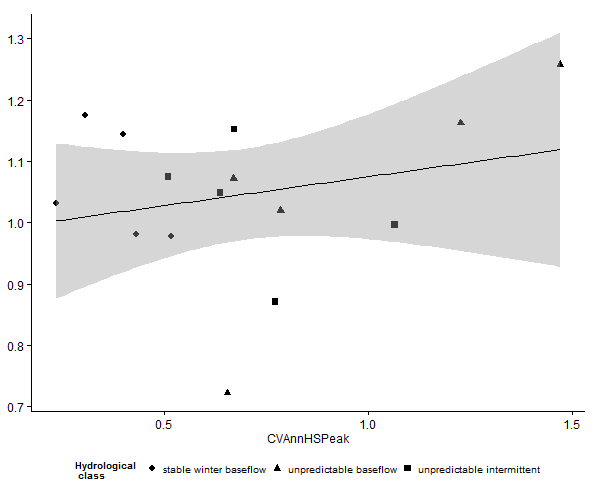 1.3
1.2
1.1
1.0
0.9
0.8
0.7
0.5 1.0 1.5
CVAnnHSPeak
Hydrological
class
stable winter baseflow unpredictable baseflow unpredictable intermittent